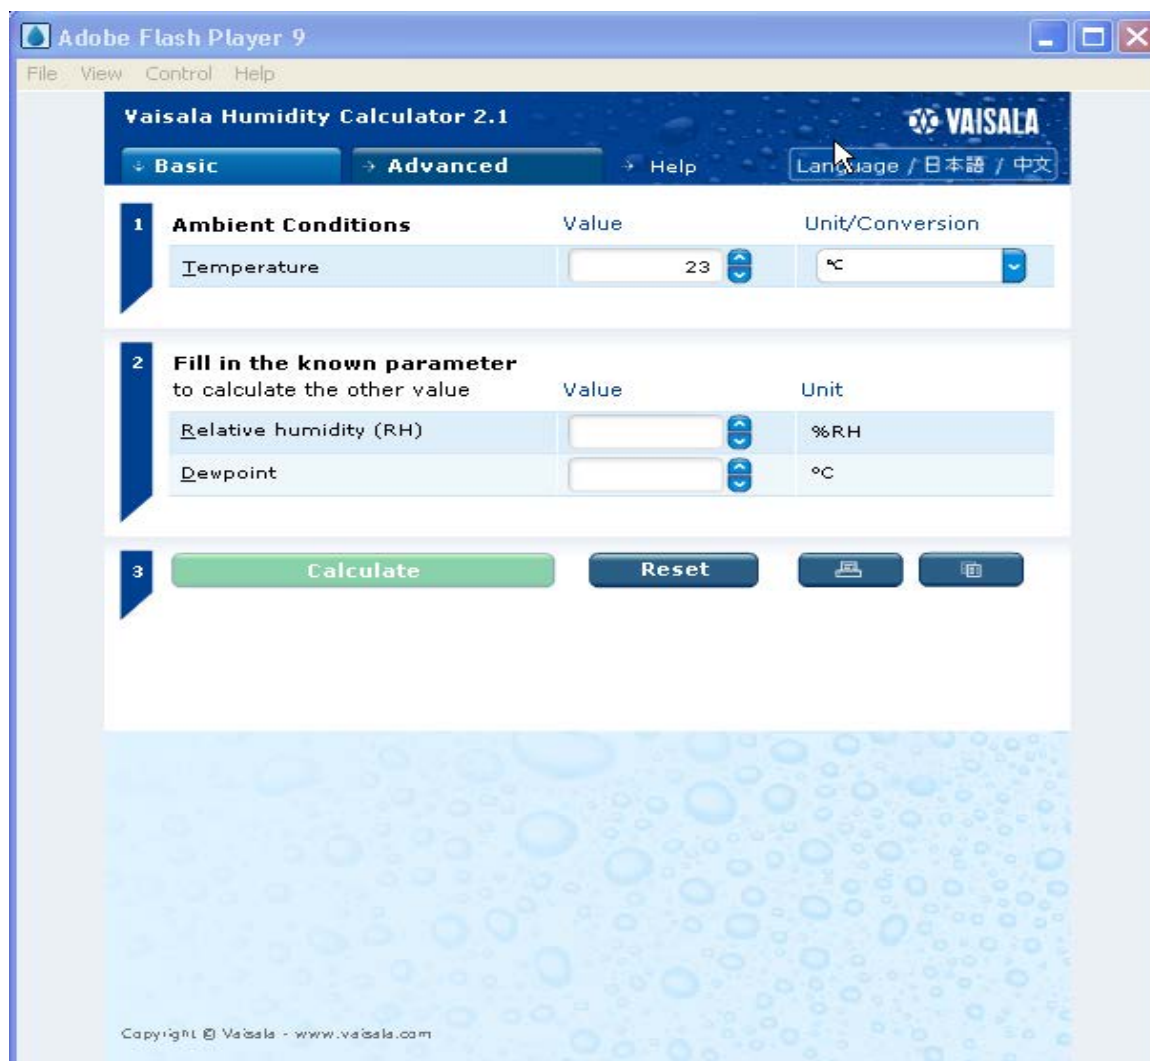 Adobe Flash Player 9
File View Control Help
Vaisala Humidity Calculator 2.1
VAISALA
Basic
Advanced
Help
Language / 日本語 / 中文
1 Ambient Conditions Value Unit/Conversion
Temperature 23 °C
2 Fill in the known parameter
to calculate the other value Value Unit
Relative humidity (RH) %RH
Dewpoint °C
3 Calculate Reset
Copyright © Vaisala - www.vaisala.com